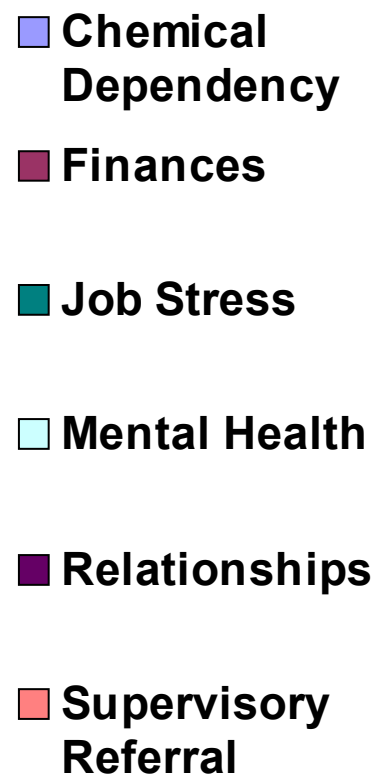 Chemical
Dependency
Finances
Job Stress
Mental Health
Relationships
Supervisory
Referral